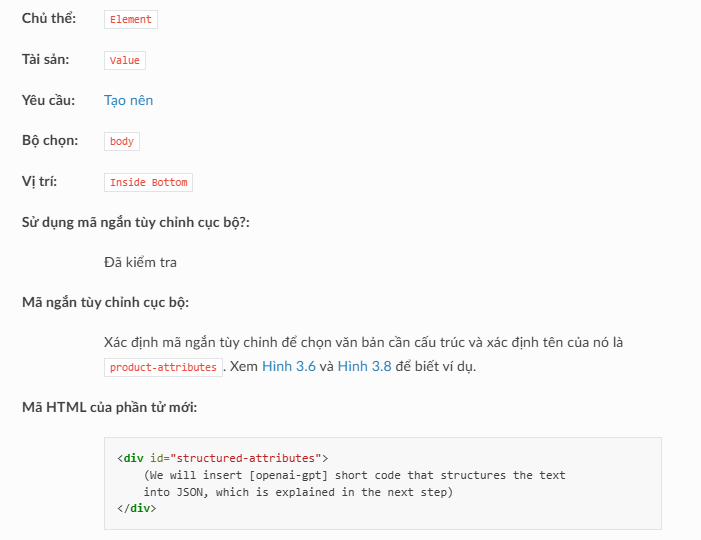 Chủ thể: Element
Tài sản: Value
Yêu cầu: Tạo nên
Bộ chọn: body
Vị trí: Inside Bottom
Sử dụng mã ngắn tùy chỉnh cục bộ?:
Đã kiểm tra
Mã ngắn tùy chỉnh cục bộ:
Xác định mã ngắn tùy chỉnh để chọn văn bản cần cấu trúc và xác định tên của nó là
product-attributes. Xem Hình 3.6 và Hình 3.8 để biết ví dụ.
Mã HTML của phần tử mới:
<div id="structured-attributes">
    (We will insert [openai-gpt] short code that structures the text
    into JSON, which is explained in the next step)
</div>